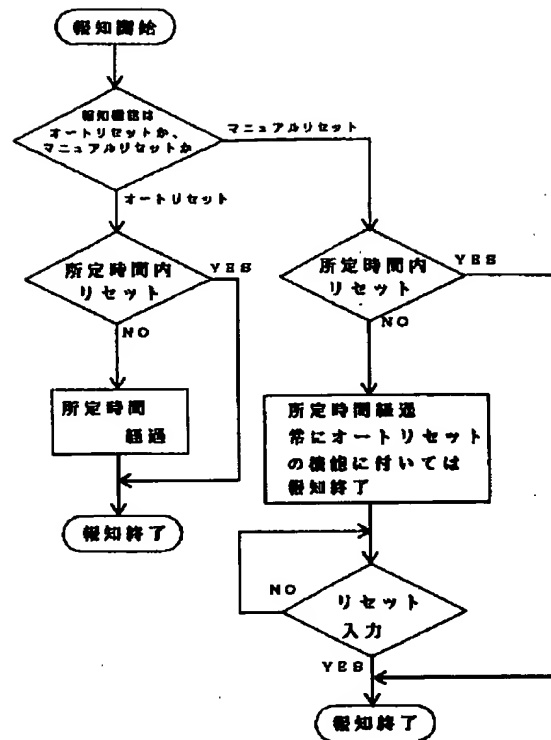 報知開始
報知機能は
オートリセットか、
マニュアルリセットか
マニュアルリセット
オートリセット
所定時間内
リセット
YES
NO
所定時間
経過
報知終了
所定時間内
リセット
YES
NO
所定時間経過
常にオートリセット
の機能に付いては
報知終了
リセット
入力
NO
YES
報知終了